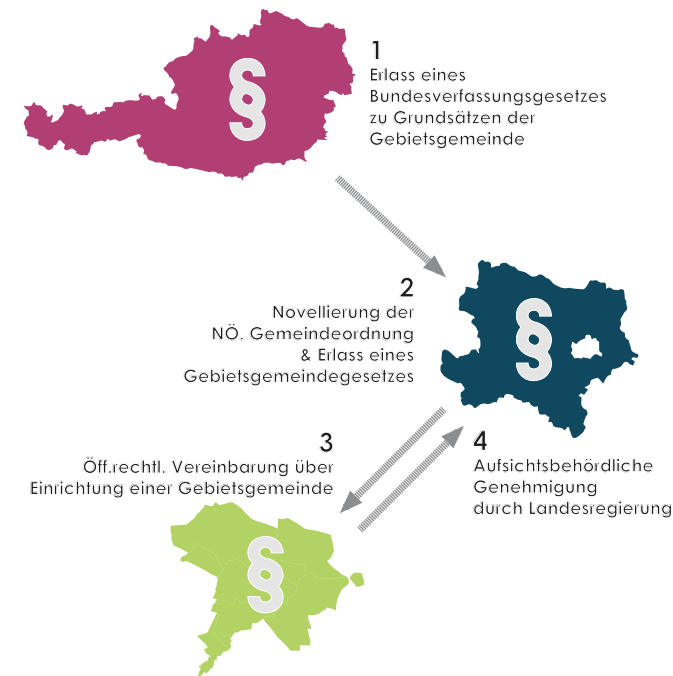 §
1
Erlass eines
Bundesverfassungsgesetzes
zu Grundsätzen der
Gebietsgemeinde
2
Novellierung der
NÖ. Gemeindeordnung
& Erlass eines
Gebietsgemeindegesetzes
§
3
Öff.rechtl. Vereinbarung über
Einrichtung einer Gebietsgemeinde
4
Aufsichtsbehördliche
Genehmigung
durch Landesregierung
§